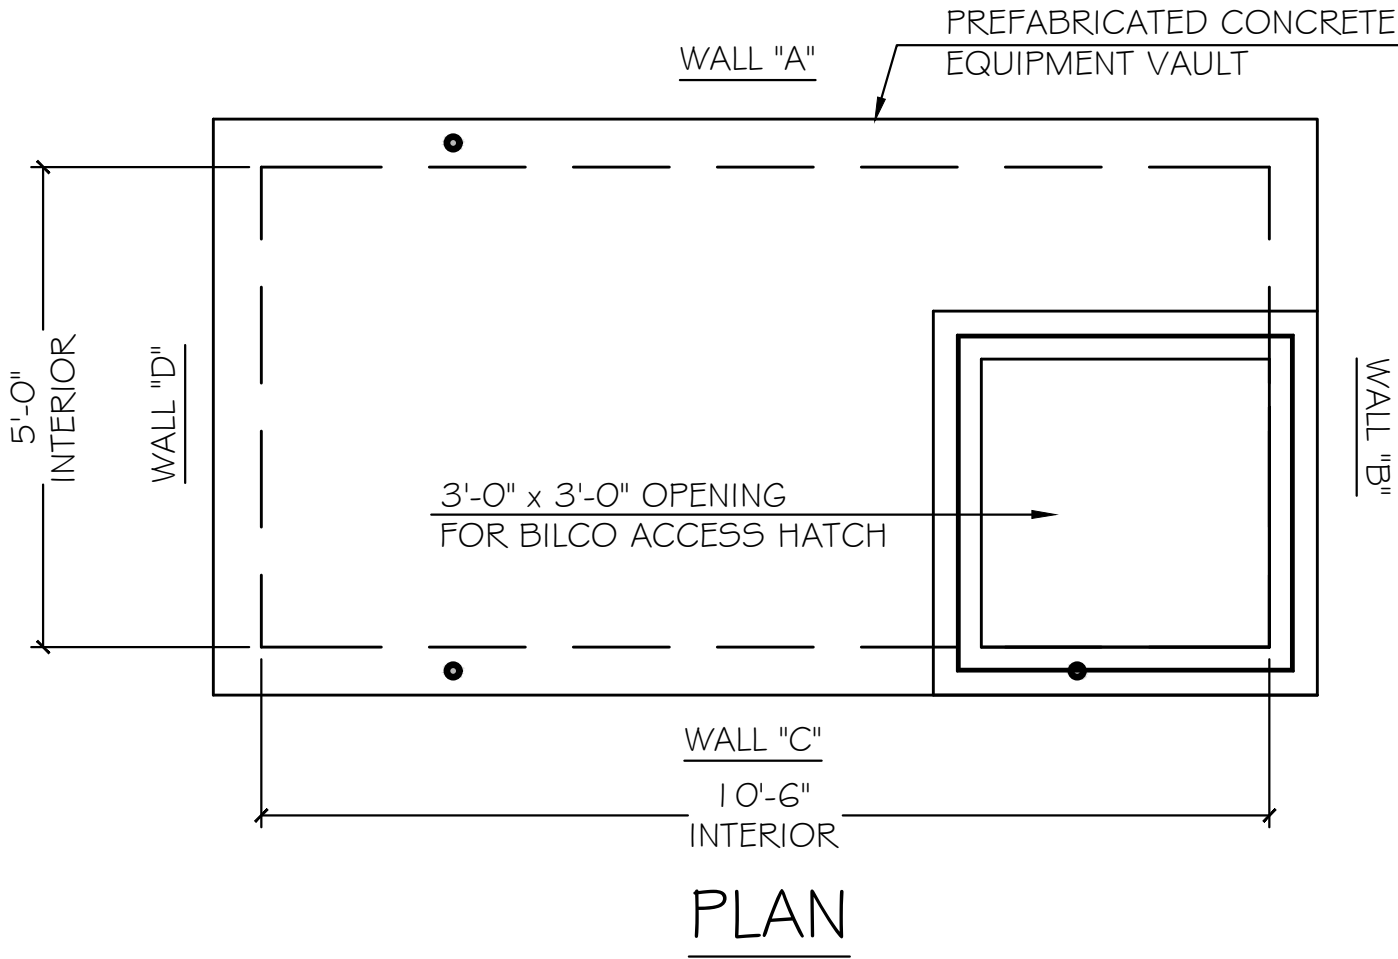 PREFABRICATED CONCRETE
EQUIPMENT VAULT
WALL "A"
5'-0"
INTERIOR
WALL "D"
WALL "B"
3'-0" x 3'-0" OPENING
FOR BILCO ACCESS HATCH
WALL "C"
10'-6"
INTERIOR
PLAN